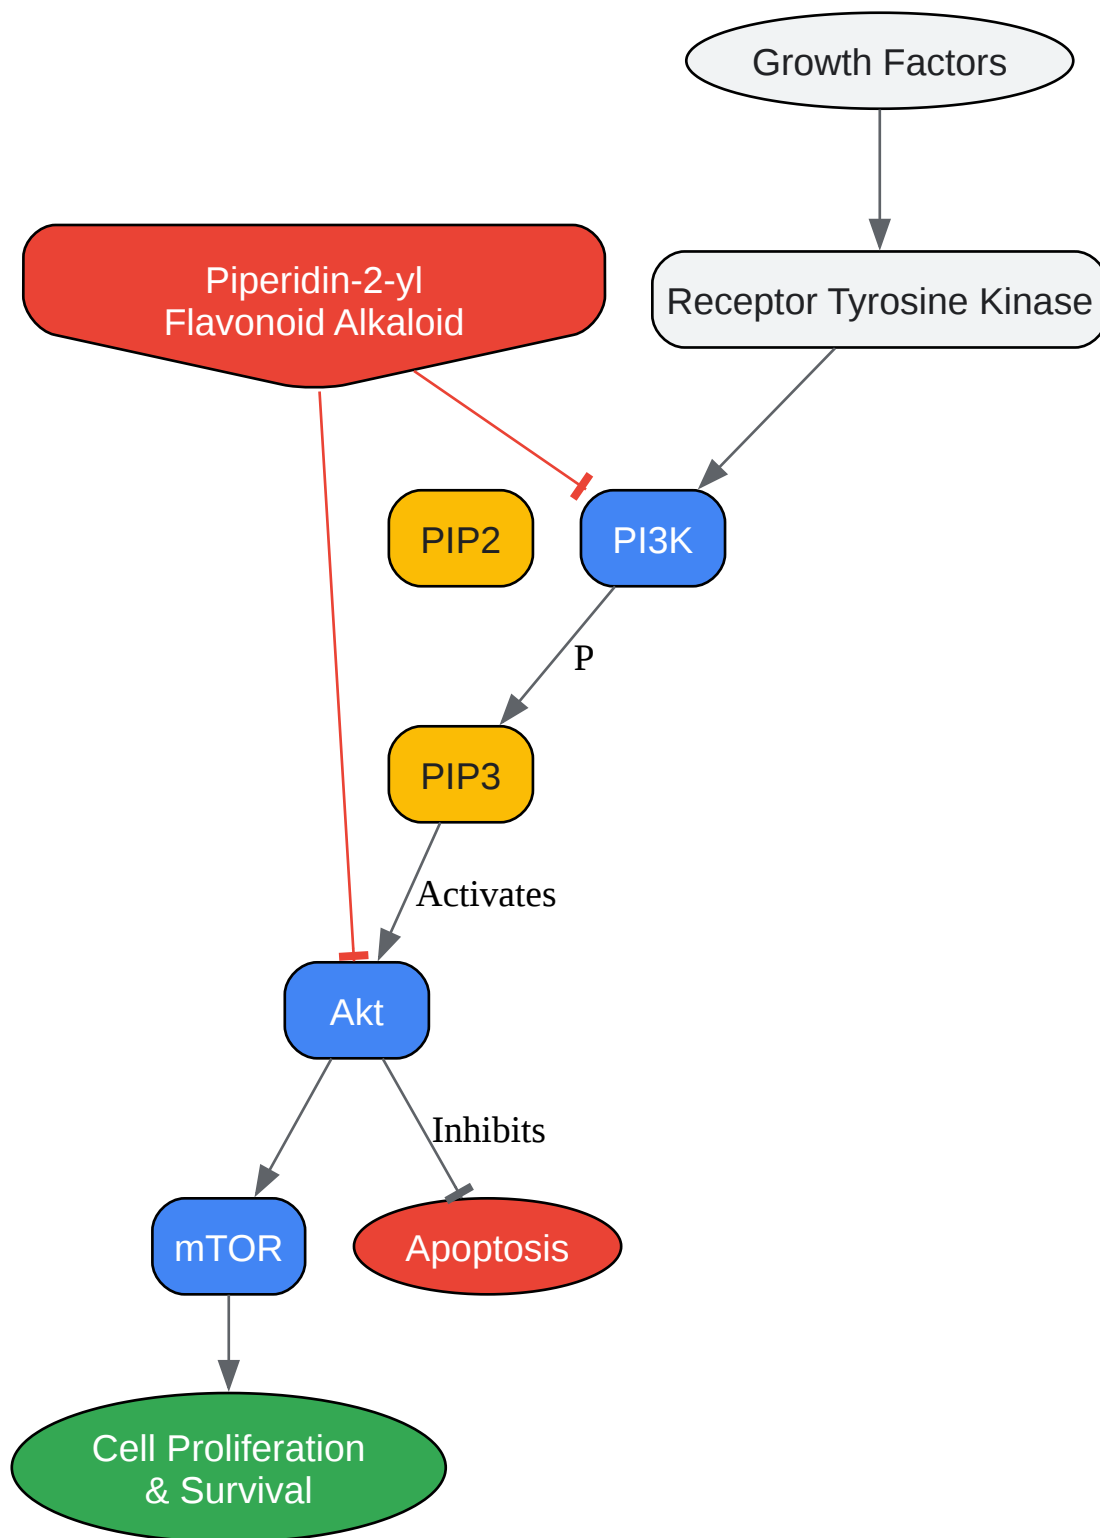 Growth Factors
Piperidin-2-yl
Flavonoid Alkaloid
Receptor Tyrosine Kinase
PIP2
PI3K
P
PIP3
Activates
Akt
Inhibits
mTOR
Apoptosis
Cell Proliferation
& Survival